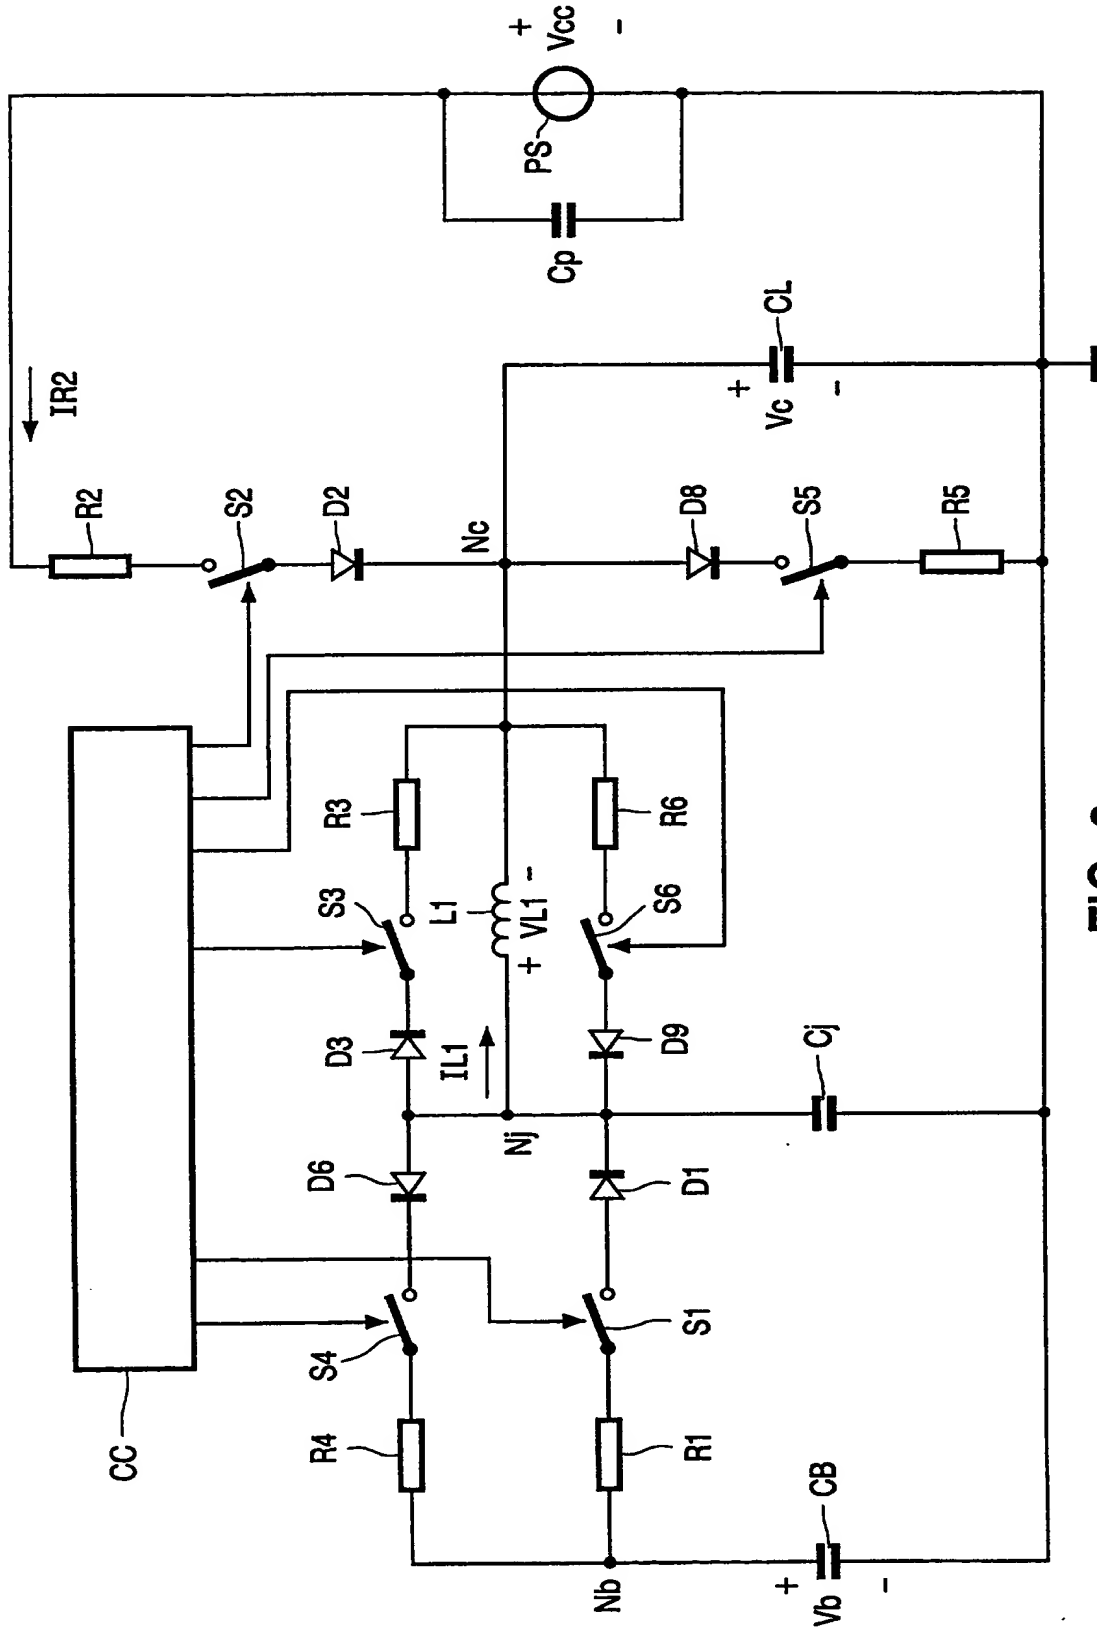 IR2
R2
CC
S2
R4
S4
D6
D3
S3
R3
D2
IL1
L1
Nc
Nj
+ VL1 -
PS
+
Vcc
-
Cp
Nb
R1
S1
D1
D9
S6
R6
D8
CL
+
Vc
-
+
Vb
-
CB
Cj
S5
R5